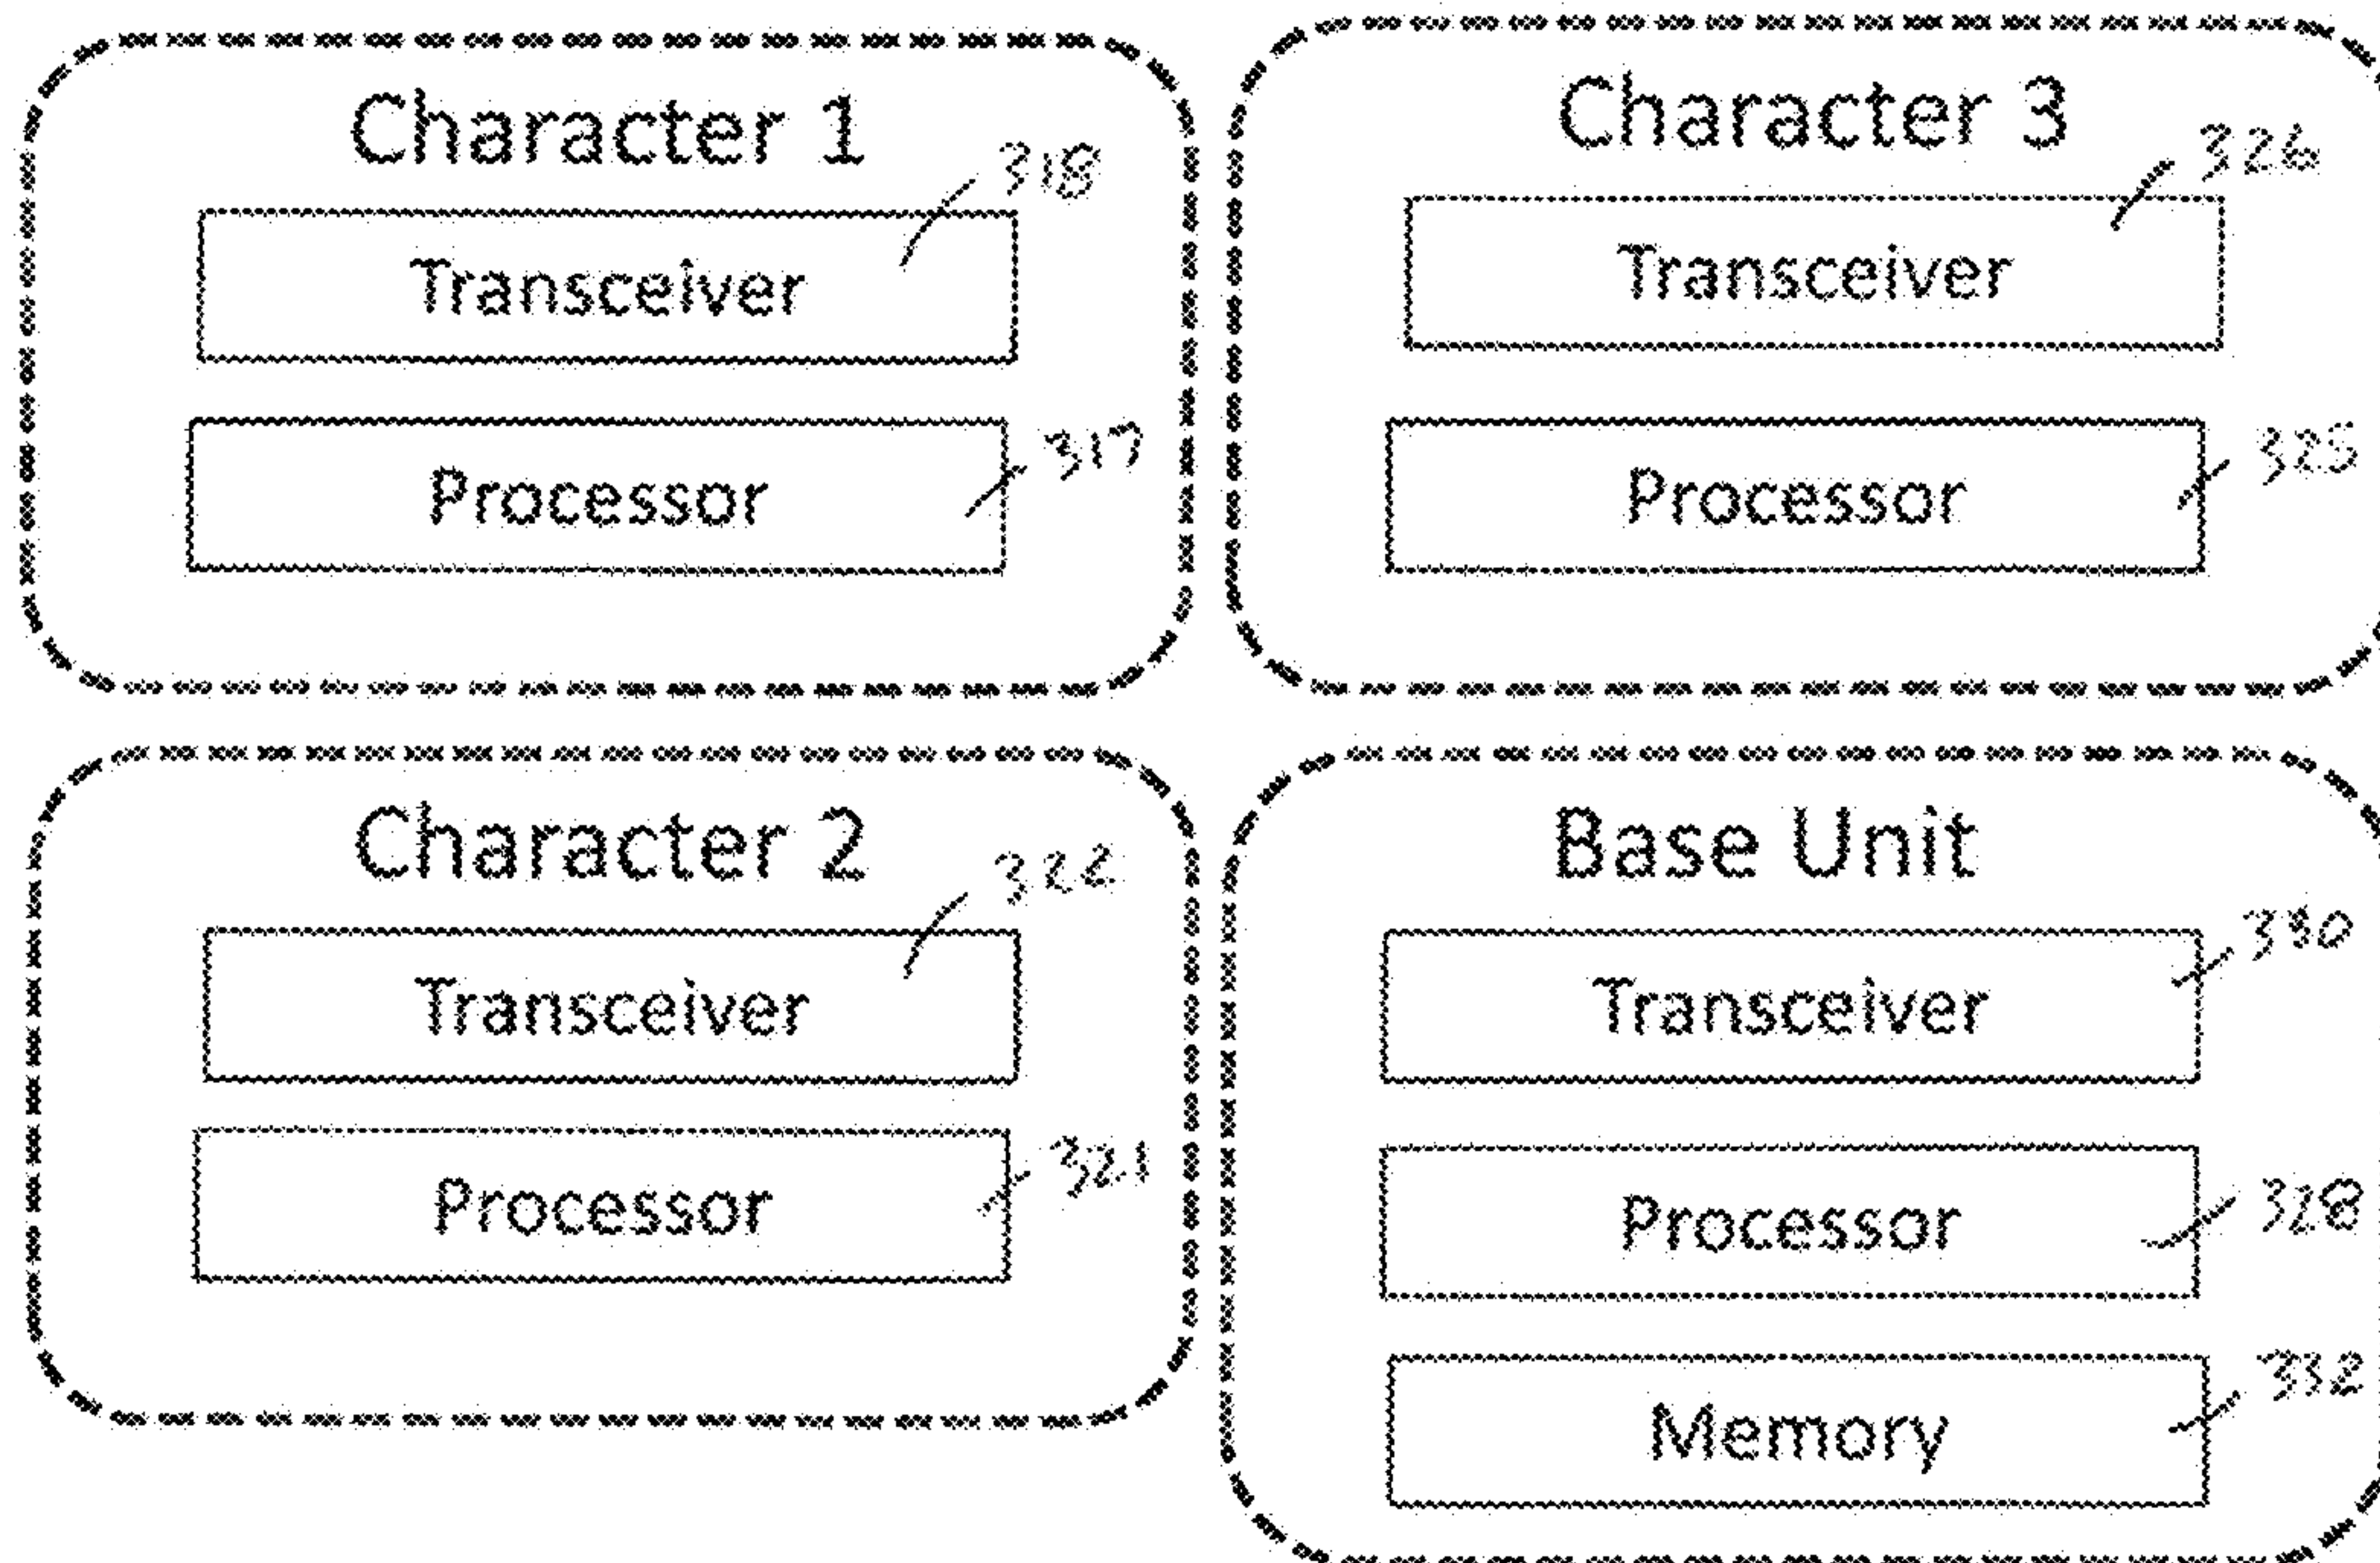 Character 1
318
Transceiver
317
Processor
Character 3
326
Transceiver
325
Processor
Character 2
322
Transceiver
321
Processor
Base Unit
330
Transceiver
328
Processor
332
Memory